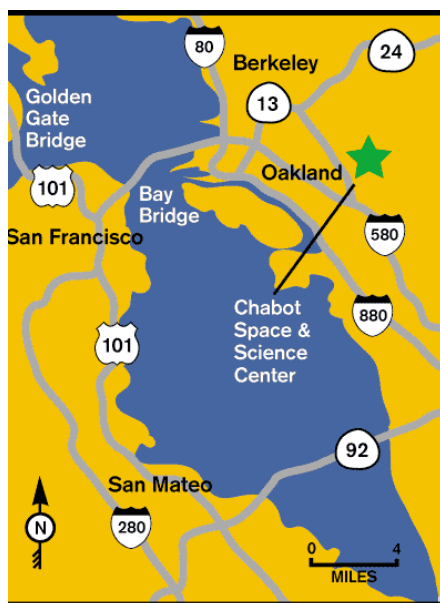 80
24
Berkeley
13
Golden
Gate
Bridge
Oakland
101
Bay
Bridge
San Francisco
580
Chabot
Space &
Science
Center
880
101
92
San Mateo
N
280
0 4
MILES